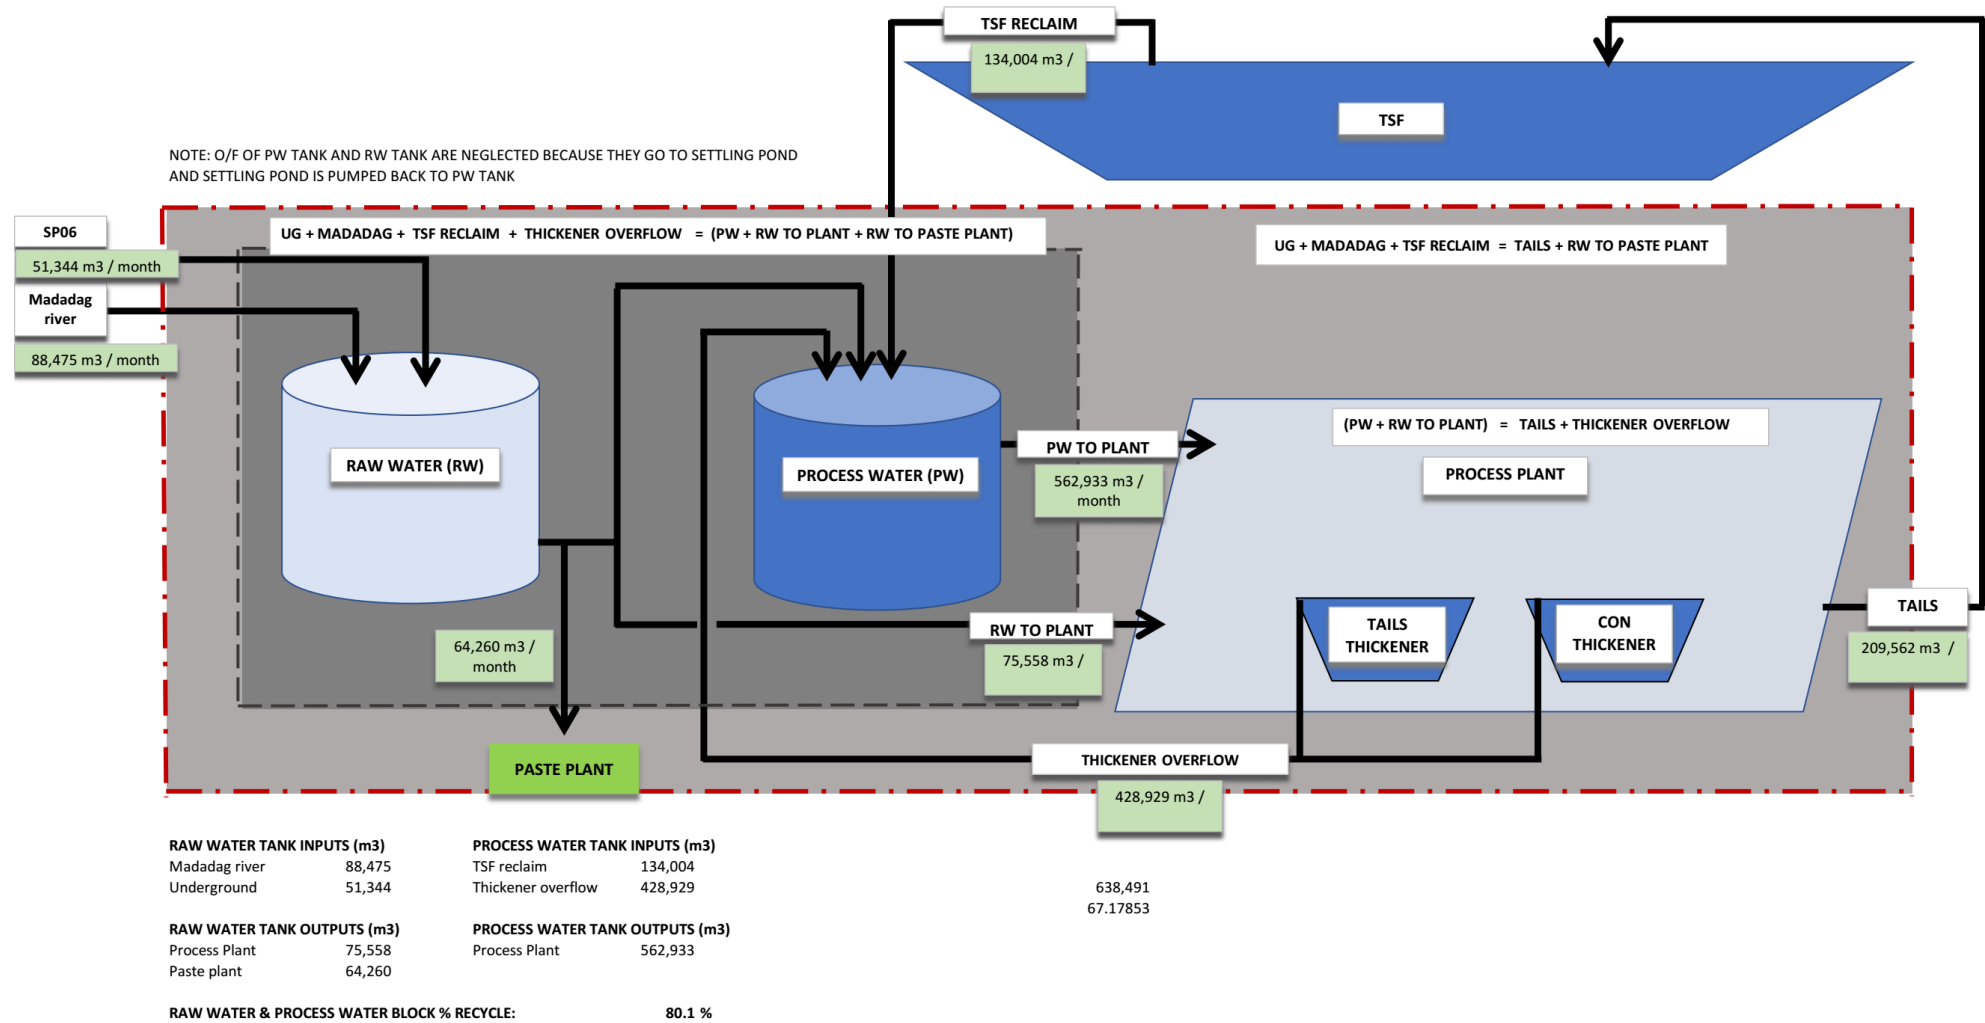 TSF RECLAIM
134,004 m3 /
TSF
NOTE: O/F OF PW TANK AND RW TANK ARE NEGLECTED BECAUSE THEY GO TO SETTLING POND
AND SETTLING POND IS PUMPED BACK TO PW TANK
SP06
51,344 m3 / month
Madadag
river
88,475 m3 / month
UG + MADADAG + TSF RECLAIM + THICKENER OVERFLOW = (PW + RW TO PLANT + RW TO PASTE PLANT)
UG + MADADAG + TSF RECLAIM = TAILS + RW TO PASTE PLANT
RAW WATER (RW)
PROCESS WATER (PW)
PW TO PLANT
562,933 m3 /
month
(PW + RW TO PLANT) = TAILS + THICKENER OVERFLOW
PROCESS PLANT
RW TO PLANT
75,558 m3 /
64,260 m3 /
month
TAILS
THICKENER
CON
THICKENER
TAILS
209,562 m3 /
PASTE PLANT
THICKENER OVERFLOW
428,929 m3 /
RAW WATER TANK INPUTS (m3) PROCESS WATER TANK INPUTS (m3)
Madadag river 88,475 TSF reclaim 134,004
Underground 51,344 Thickener overflow 428,929 638,491
67.17853
RAW WATER TANK OUTPUTS (m3) PROCESS WATER TANK OUTPUTS (m3)
Process Plant 75,558 Process Plant 562,933
Paste plant 64,260
RAW WATER & PROCESS WATER BLOCK % RECYCLE: 80.1 %